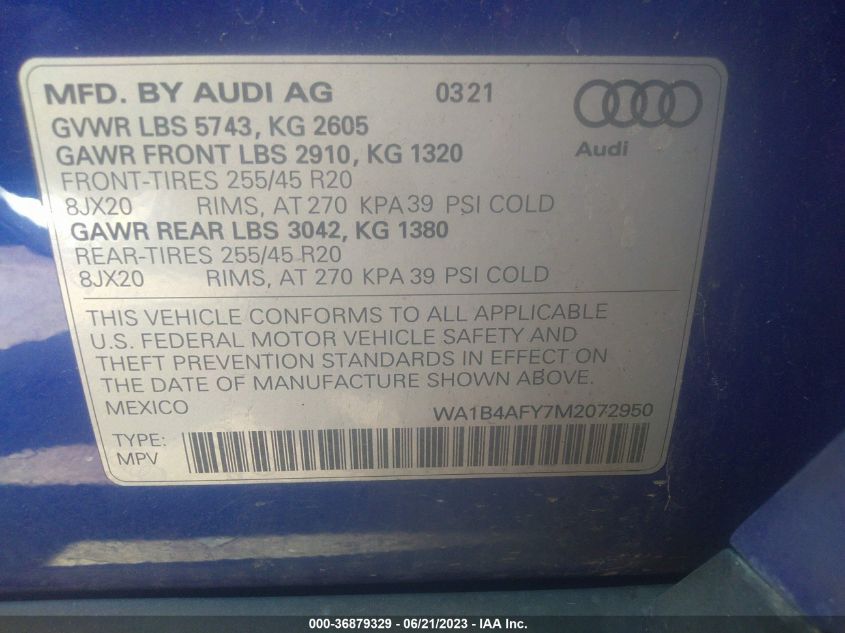 MFD. BY AUDI AG 0321
GVWR LBS 5743, KG 2605
GAWR FRONT LBS 2910, KG 1320
Audi
FRONT-TIRES 255/45 R20
8JX20 RIMS, AT 270 KPA 39 PSI COLD
GAWR REAR LBS 3042, KG 1380
REAR-TIRES 255/45 R20
8JX20 RIMS, AT 270 KPA 39 PSI COLD
THIS VEHICLE CONFORMS TO ALL APPLICABLE
U.S. FEDERAL MOTOR VEHICLE SAFETY AND
THEFT PREVENTION STANDARDS IN EFFECT ON
THE DATE OF MANUFACTURE SHOWN ABOVE.
MEXICO WA1B4AFY7M2072950
TYPE:
MPV
000-36879329 - 06/21/2023 - IAA Inc.